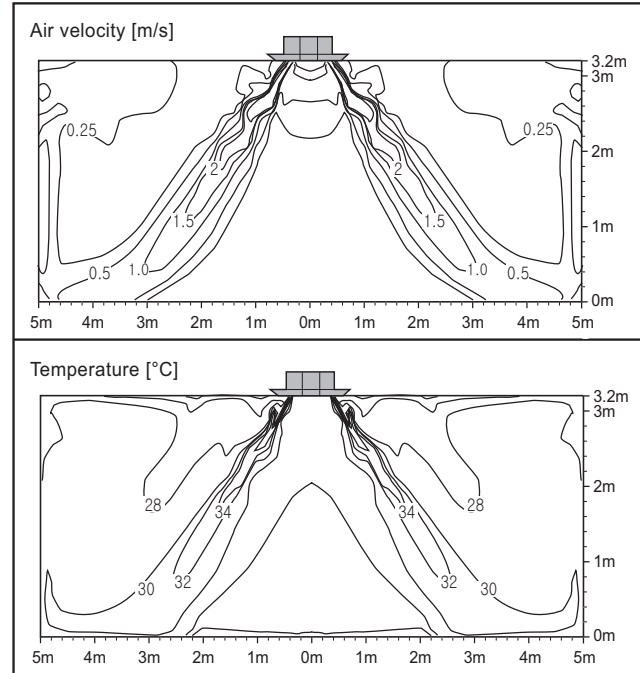 Air velocity [m/s]
3.2m
3m
0.25 0.25
2m
2 2
1.5 1.5
1m
0.5 1.0 1.0 0.5
0m
5m 4m 3m 2m 1m 0m 1m 2m 3m 4m 5m
Temperature [°C]
3.2m
3m
28 28
2m
34 34
1m
30 32 32 30
0m
5m 4m 3m 2m 1m 0m 1m 2m 3m 4m 5m